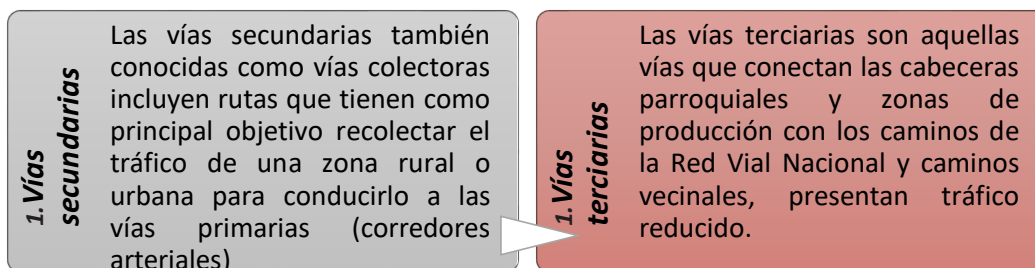 1. Vías
secundarias
Las vías secundarias también
conocidas como vías colectoras
incluyen rutas que tienen como
principal objetivo recolectar el
tráfico de una zona rural o
urbana para conducirlo a las
vías primarias (corredores
arteriales)
1. Vías
terciarias
Las vías terciarias son aquellas
vías que conectan las cabeceras
parroquiales y zonas de
producción con los caminos de
la Red Vial Nacional y caminos
vecinales, presentan tráfico
reducido.